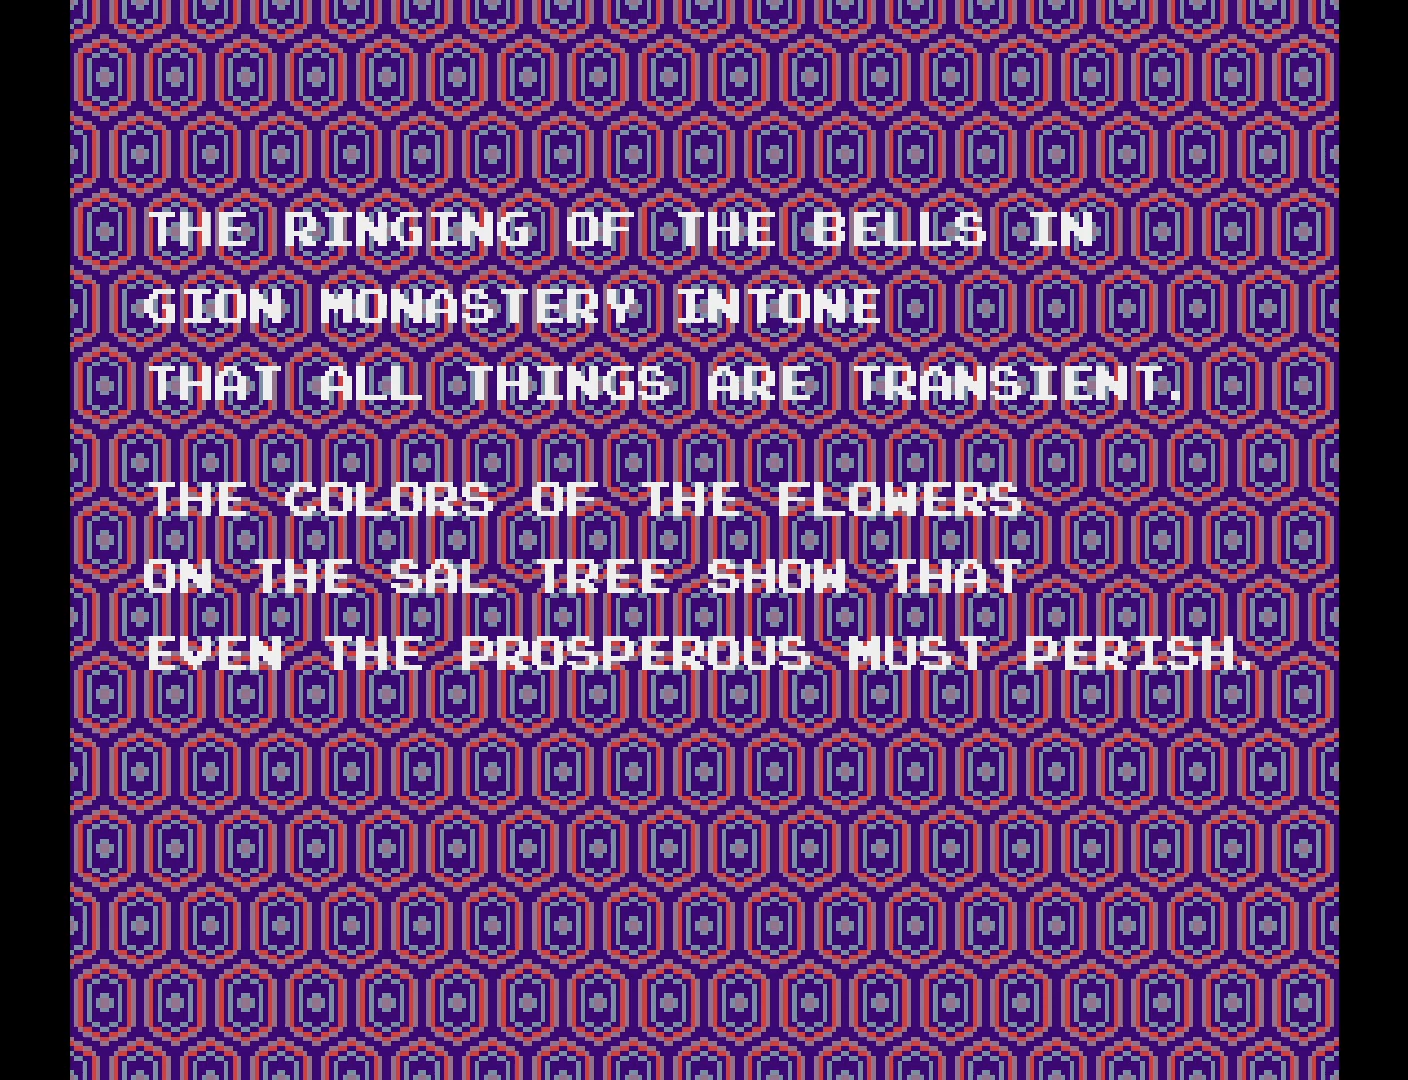 THE RINGING OF THE BELLS IN
GION MONASTERY INTONE
THAT ALL THINGS ARE TRANSIENT.
THE COLORS OF THE FLOWERS
ON THE SAL TREE SHOW THAT
EVEN THE PROSPEROUS MUST PERISH.